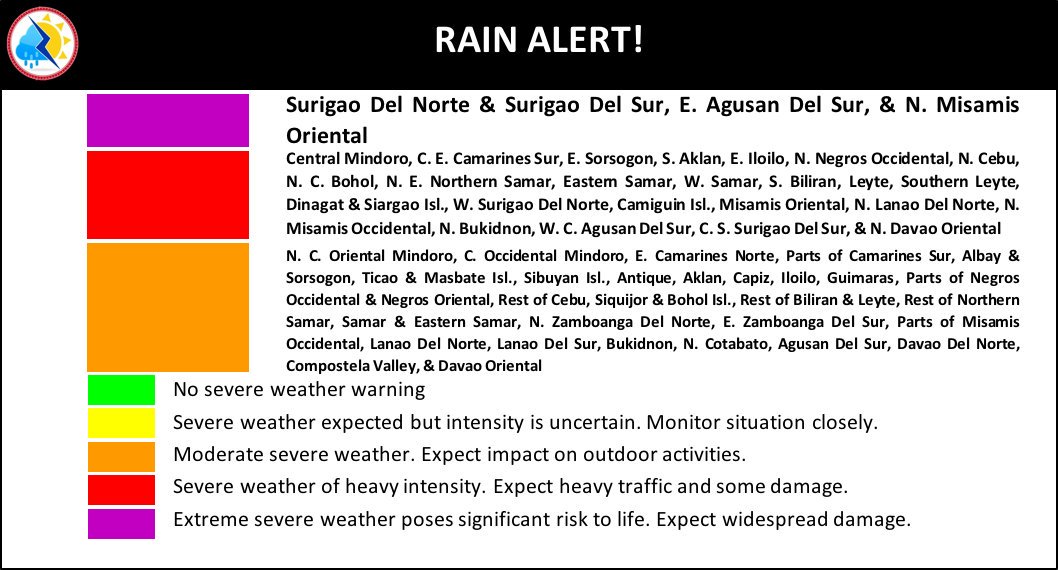 RAIN ALERT!
Surigao Del Norte & Surigao Del Sur, E. Agusan Del Sur, & N. Misamis
Oriental
Central Mindoro, C. E. Camarines Sur, E. Sorsogon, S. Aklan, E. Iloilo, N. Negros Occidental, N. Cebu,
N. C. Bohol, N. E. Northern Samar, Eastern Samar, W. Samar, S. Biliran, Leyte, Southern Leyte,
Dinagat & Siargao Isl., W. Surigao Del Norte, Camiguin Isl., Misamis Oriental, N. Lanao Del Norte, N.
Misamis Occidental, N. Bukidnon, W. C. Agusan Del Sur, C. S. Surigao Del Sur, & N. Davao Oriental
N. C. Oriental Mindoro, C. Occidental Mindoro, E. Camarines Norte, Parts of Camarines Sur, Albay &
Sorsogon, Ticao & Masbate Isl., Sibuyan Isl., Antique, Aklan, Capiz, Iloilo, Guimaras, Parts of Negros
Occidental & Negros Oriental, Rest of Cebu, Siquijor & Bohol Isl., Rest of Biliran & Leyte, Rest of Northern
Samar, Samar & Eastern Samar, N. Zamboanga Del Norte, E. Zamboanga Del Sur, Parts of Misamis
Occidental, Lanao Del Norte, Lanao Del Sur, Bukidnon, N. Cotabato, Agusan Del Sur, Davao Del Norte,
Compostela Valley, & Davao Oriental
No severe weather warning
Severe weather expected but intensity is uncertain. Monitor situation closely.
Moderate severe weather. Expect impact on outdoor activities.
Severe weather of heavy intensity. Expect heavy traffic and some damage.
Extreme severe weather poses significant risk to life. Expect widespread damage.